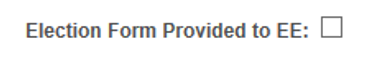 Election Form Provided to EE: ☐